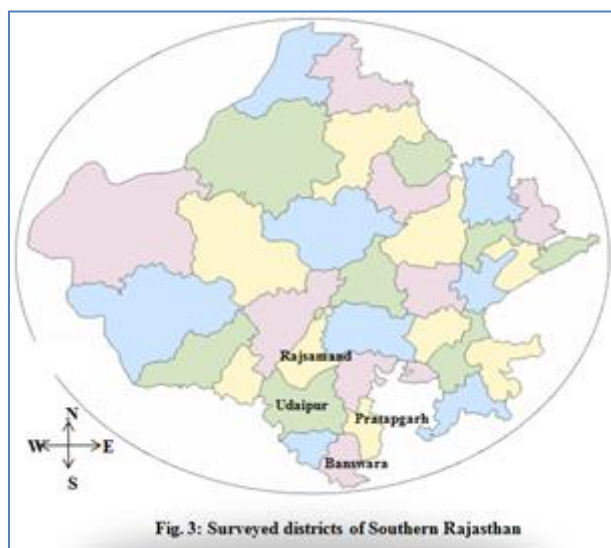 Rajsamand
Udaipur
Pratapgarh
Banswara
N
W E
S
Fig. 3: Surveyed districts of Southern Rajasthan